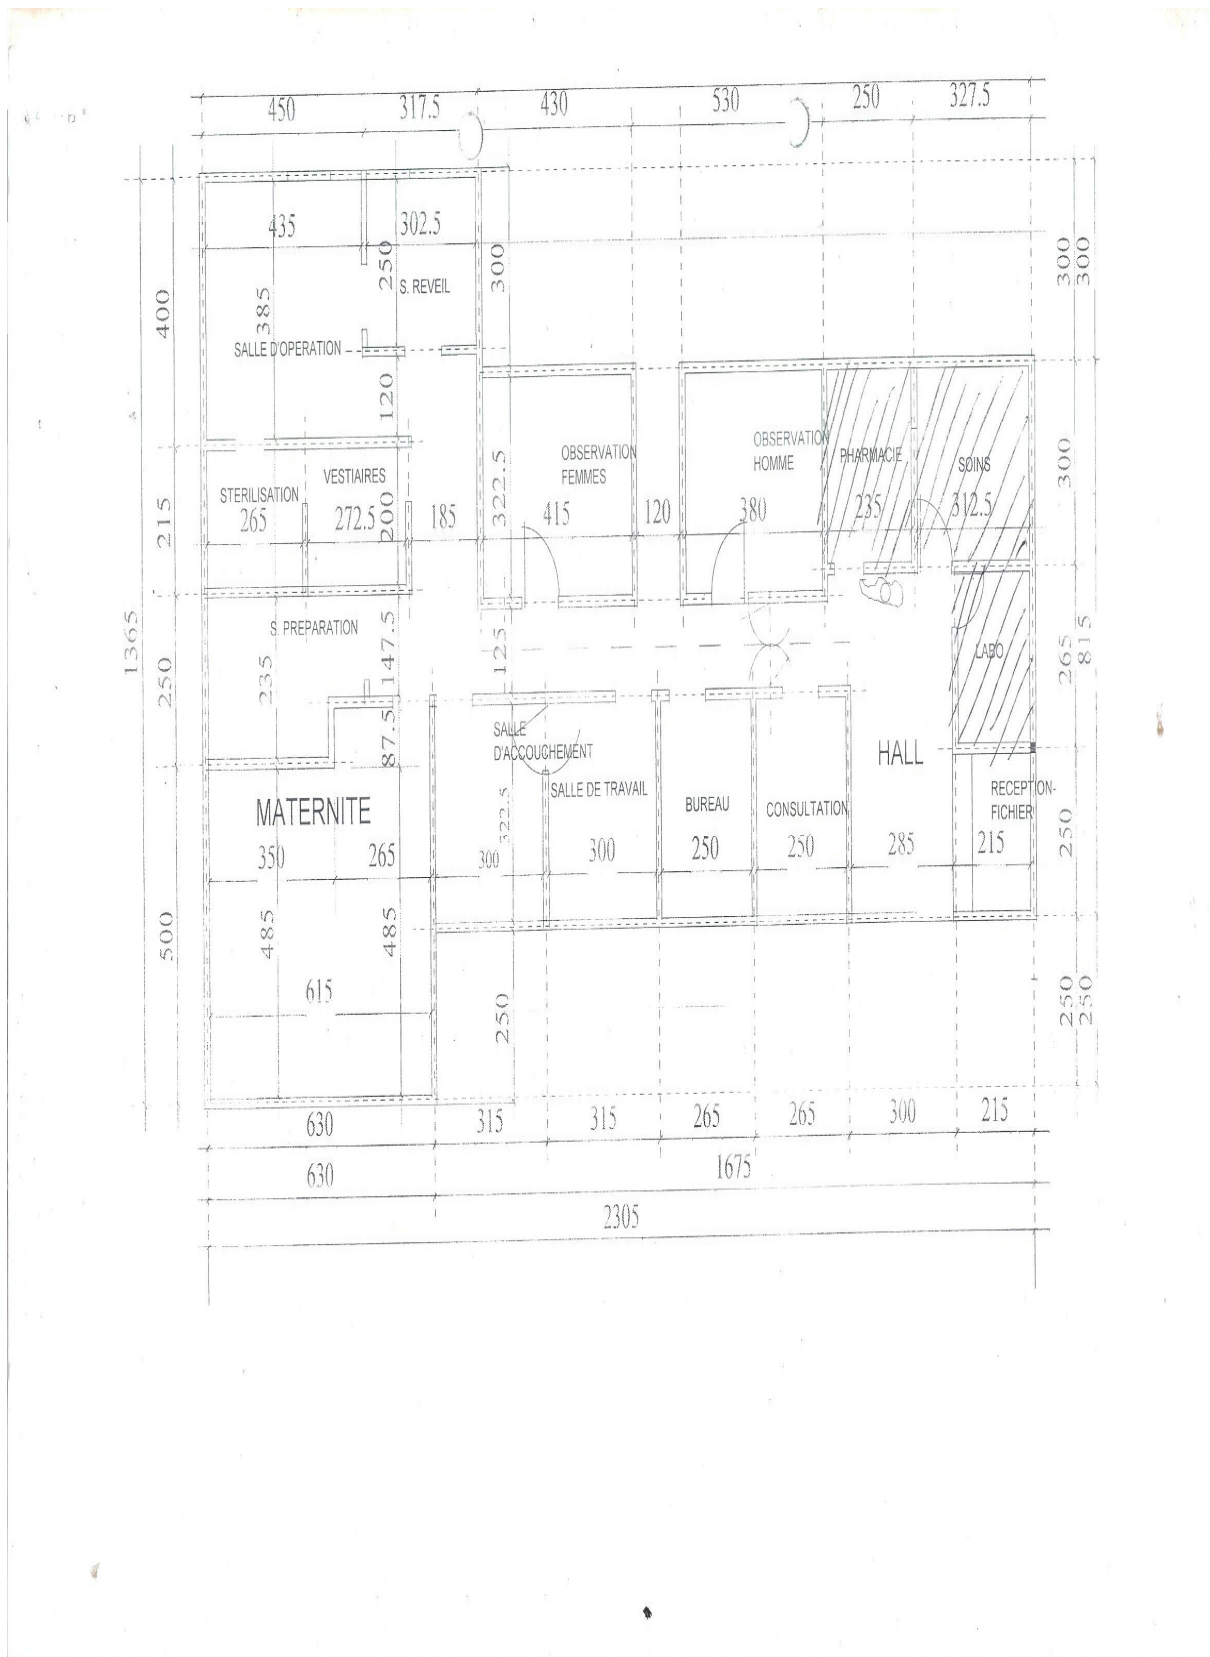 450 317.5 430 530 250 327.5
435 302.5
250
300
300
300
S. REVEIL
385
400
SALLE D'OPERATION
120
OBSERVATION
FEMMES
OBSERVATION
HOMME
PHARMACIE
SOINS
300
VESTIAIRES
STERILISATION
322.5
265 272.5 200 185 415 120 380 235 312.5
215
S. PREPARATION
147.5
125
1365
250
235
LABO
265
815
87.5
SALLE
D'ACCOUCHEMENT
HALL
SALLE DE TRAVAIL
RECEPTION-
FICHIER
MATERNITE
BUREAU
CONSULTATION
322.5
350 265 300 300 250 250 285 215
250
500
485
485
615
250
250
250
630 315 315 265 265 300 215
630 1675
2305